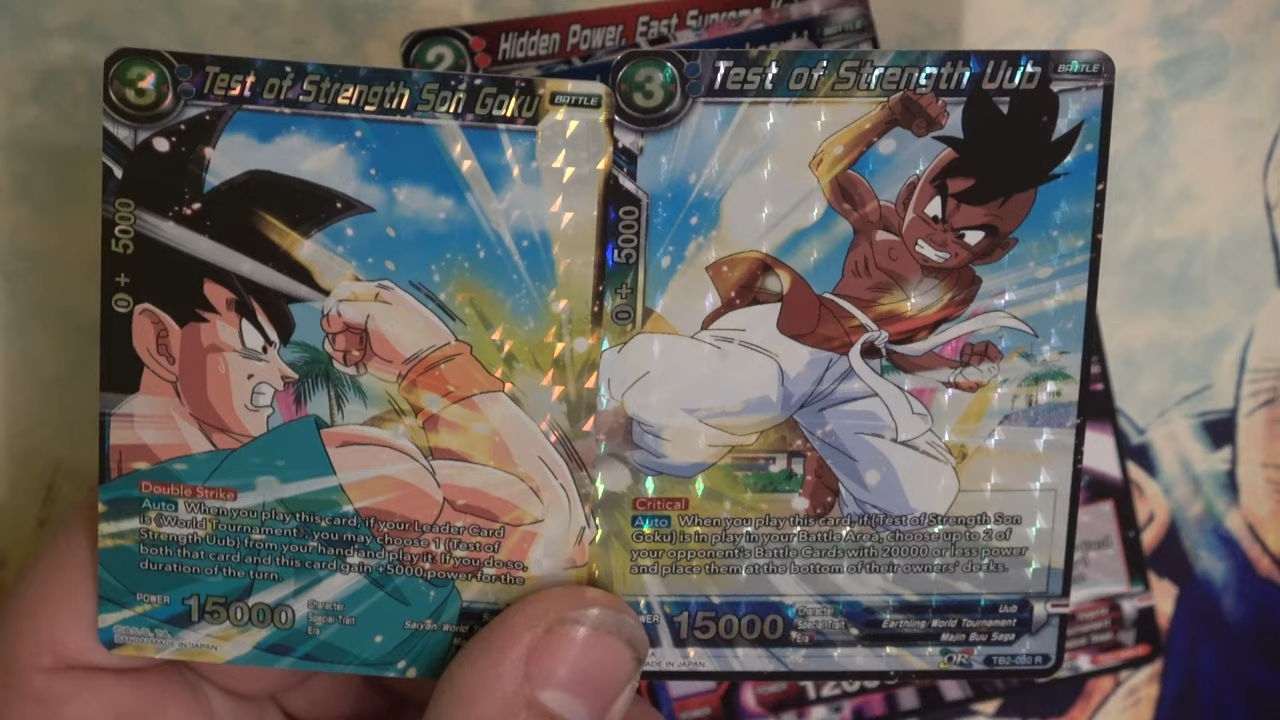 Hidden Power, East Supreme
2
3
Test of Strength Son Goku
BATTLE
0 + 5000
Double Strike
Auto When you play this card, if your Leader Card
is《World Tournament》, you may choose 1 {Test of
Strength Uub} from your hand and play it. If you do so,
both that card and this card gain +5000 power for the
duration of the turn.
POWER 15000
Character
Special Trait
Saiyan World
Era
MADE IN JAPAN
3
Test of Strength Uub
BATTLE
0 + 5000
Critical
Auto When you play this card, if {Test of Strength Son
Goku} is in play in your Battle Area, choose up to 2 of
your opponent's Battle Cards with 20000 or less power
and place them at the bottom of their owners' decks.
15000
Character Uub
Special Trait Earthling/World Tournament
Era Majin Buu Saga
MADE IN JAPAN
TB2-030 R